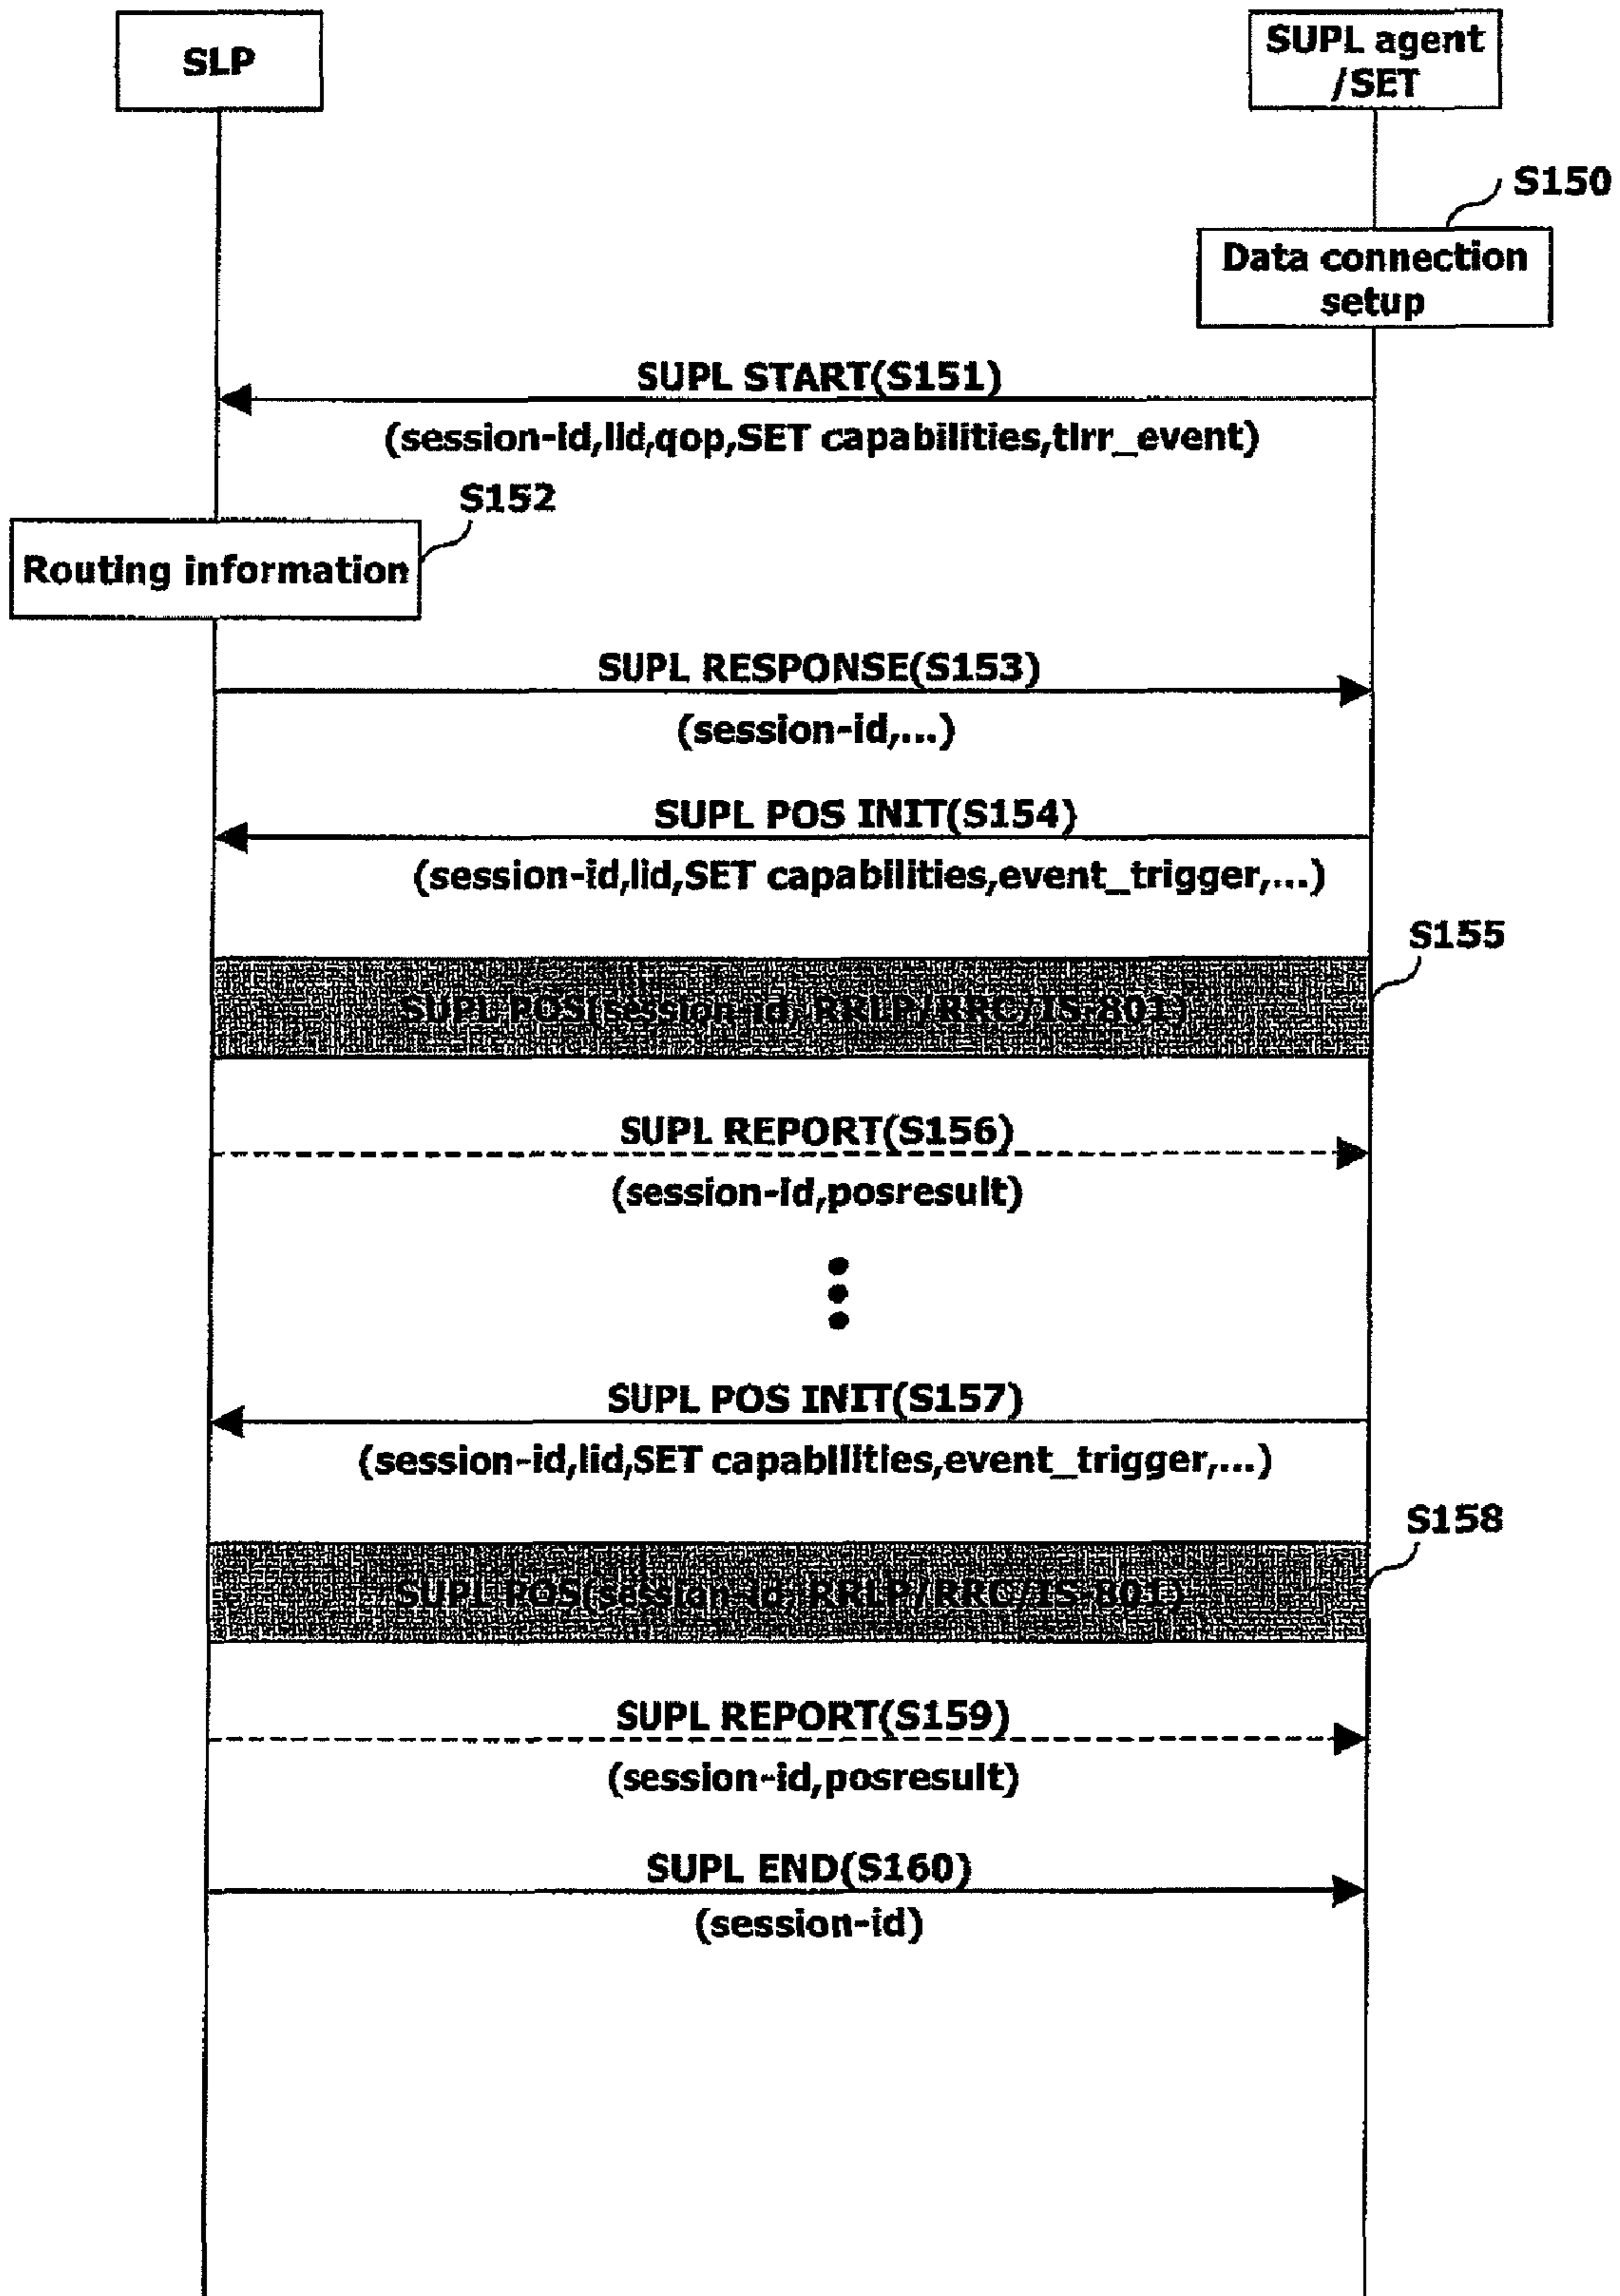 SLP
SUPL agent
/SET
S150
Data connection
setup
SUPL START(S151)
(session-id,lid,qop,SET capabilities,tlrr_event)
S152
Routing information
SUPL RESPONSE(S153)
(session-id,...)
SUPL POS INIT(S154)
(session-id,lid,SET capabilities,event_trigger,...)
S155
SUPL POS(session-id, RRLP/RRC/IS-801)
SUPL REPORT(S156)
(session-id,posresult)
SUPL POS INIT(S157)
(session-id,lid,SET capabilities,event_trigger,...)
S158
SUPL POS(session-id, RRLP/RRC/IS-801)
SUPL REPORT(S159)
(session-id,posresult)
SUPL END(S160)
(session-id)